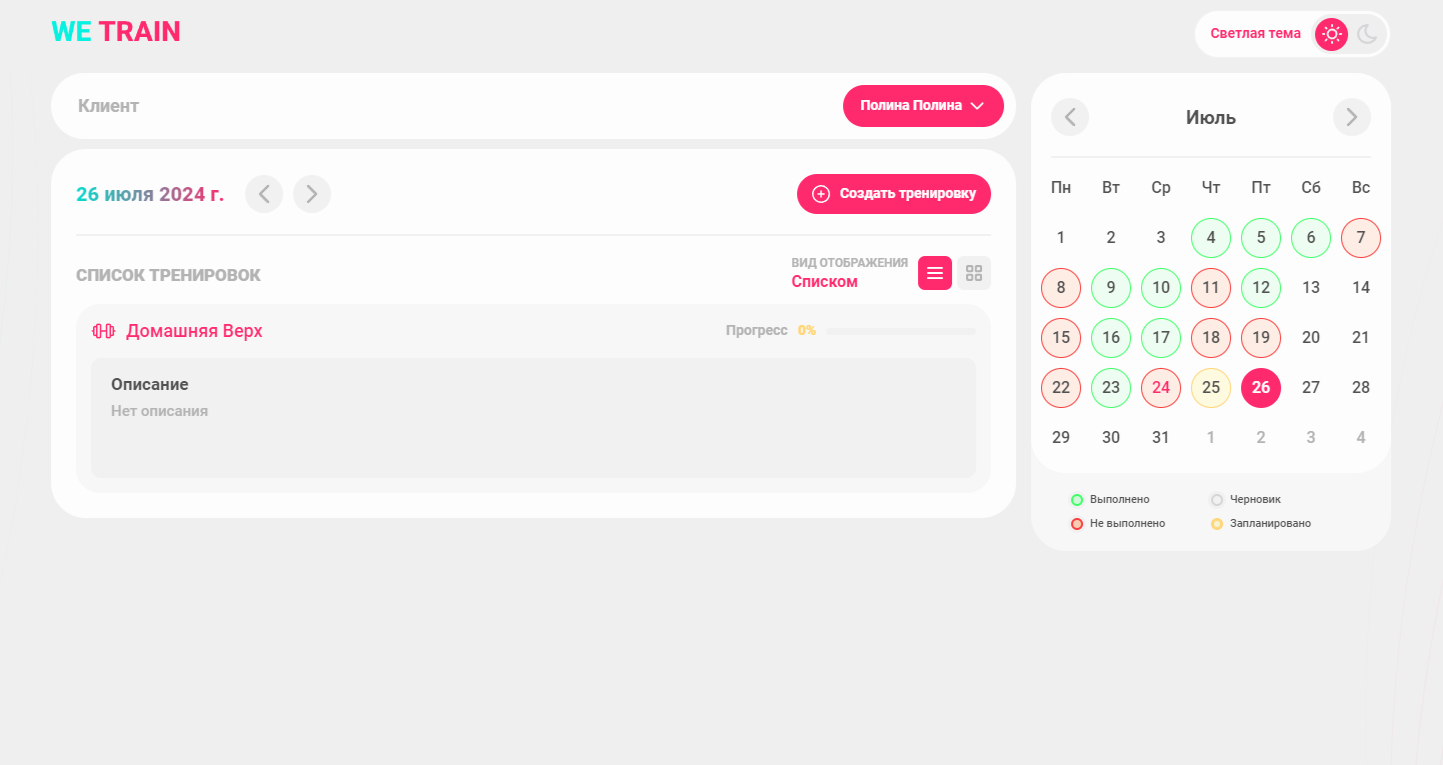 WE TRAIN
Светлая тема
Клиент
Полина Полина
26 июля 2024 г.
Создать тренировку
СПИСОК ТРЕНИРОВОК
ВИД ОТОБРАЖЕНИЯ
Списком
Домашняя Верх
Прогресс 0%
Описание
Нет описания
Июль
Пн Вт Ср Чт Пт Сб Вс
1 2 3 4 5 6 7
8 9 10 11 12 13 14
15 16 17 18 19 20 21
22 23 24 25 26 27 28
29 30 31 1 2 3 4
Выполнено Черновик
Не выполнено Запланировано